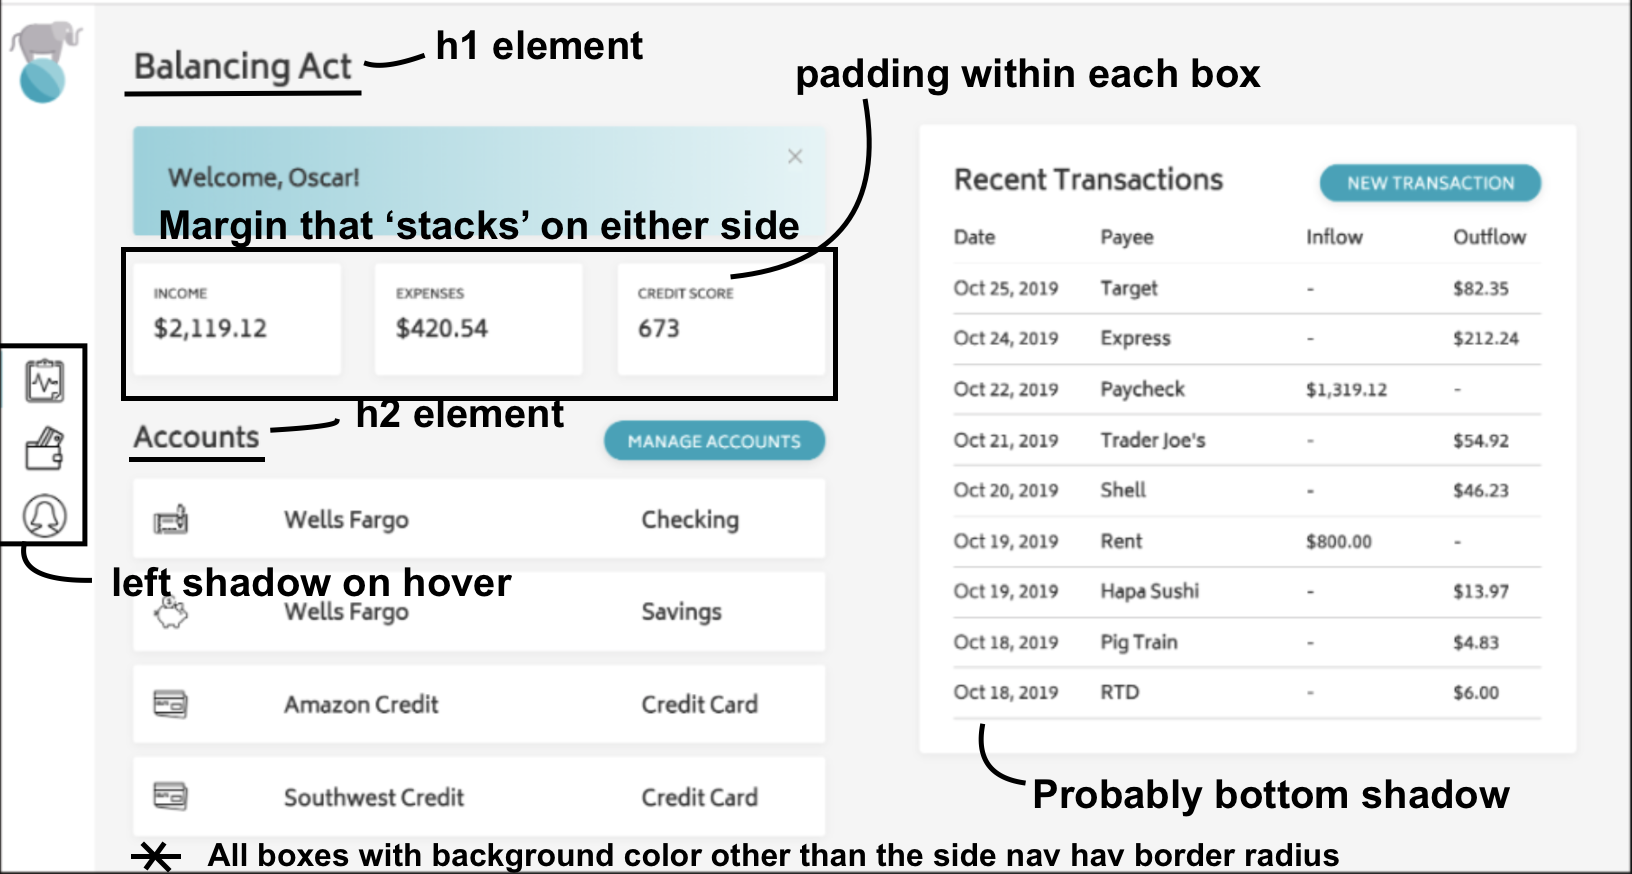 Balancing Act
h1 element
padding within each box
Welcome, Oscar!
Margin that ‘stacks’ on either side
INCOME
$2,119.12
EXPENSES
$420.54
CREDIT SCORE
673
Accounts
h2 element
MANAGE ACCOUNTS
Wells Fargo Checking
left shadow on hover
Wells Fargo Savings
Amazon Credit Credit Card
Southwest Credit Credit Card
Recent Transactions
NEW TRANSACTION
Date Payee Inflow Outflow
Oct 25, 2019 Target - $82.35
Oct 24, 2019 Express - $212.24
Oct 22, 2019 Paycheck $1,319.12 -
Oct 21, 2019 Trader Joe's - $54.92
Oct 20, 2019 Shell - $46.23
Oct 19, 2019 Rent $800.00 -
Oct 19, 2019 Hapa Sushi - $13.97
Oct 18, 2019 Pig Train - $4.83
Oct 18, 2019 RTD - $6.00
Probably bottom shadow
All boxes with background color other than the side nav hav border radius